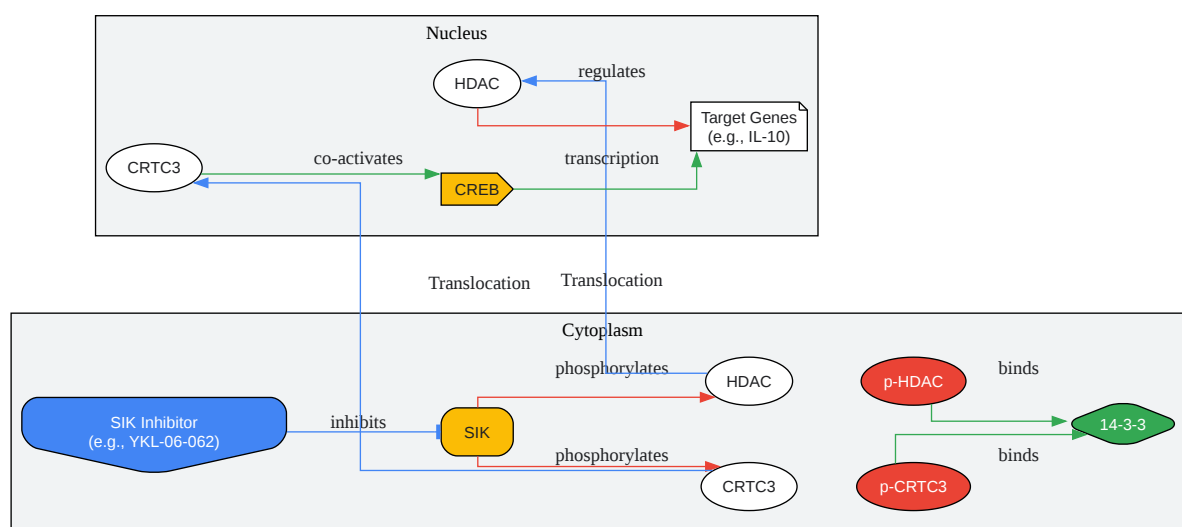 Nucleus
HDAC
regulates
Target Genes
(e.g., IL-10)
CRTC3
co-activates
transcription
CREB
Translocation
Translocation
Cytoplasm
phosphorylates
HDAC
p-HDAC
binds
SIK Inhibitor
(e.g., YKL-06-062)
inhibits
SIK
14-3-3
phosphorylates
CRTC3
p-CRTC3
binds